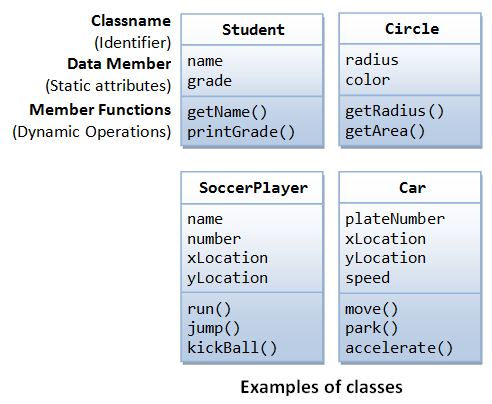 Classname
(Identifier)
Data Member
(Static attributes)
Member Functions
(Dynamic Operations)
Student
name
grade
getName()
printGrade()
Circle
radius
color
getRadius()
getArea()
SoccerPlayer
name
number
xLocation
yLocation
run()
jump()
kickBall()
Car
plateNumber
xLocation
yLocation
speed
move()
park()
accelerate()
Examples of classes